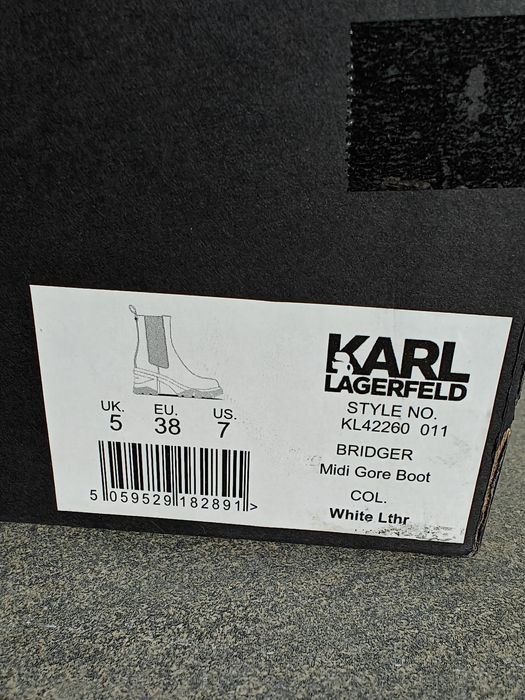 KARL
LAGERFELD
UK. EU. US.
5 38 7
STYLE NO.
KL42260 011
BRIDGER
Midi Gore Boot
COL.
White Lthr
5 059529 182891 >